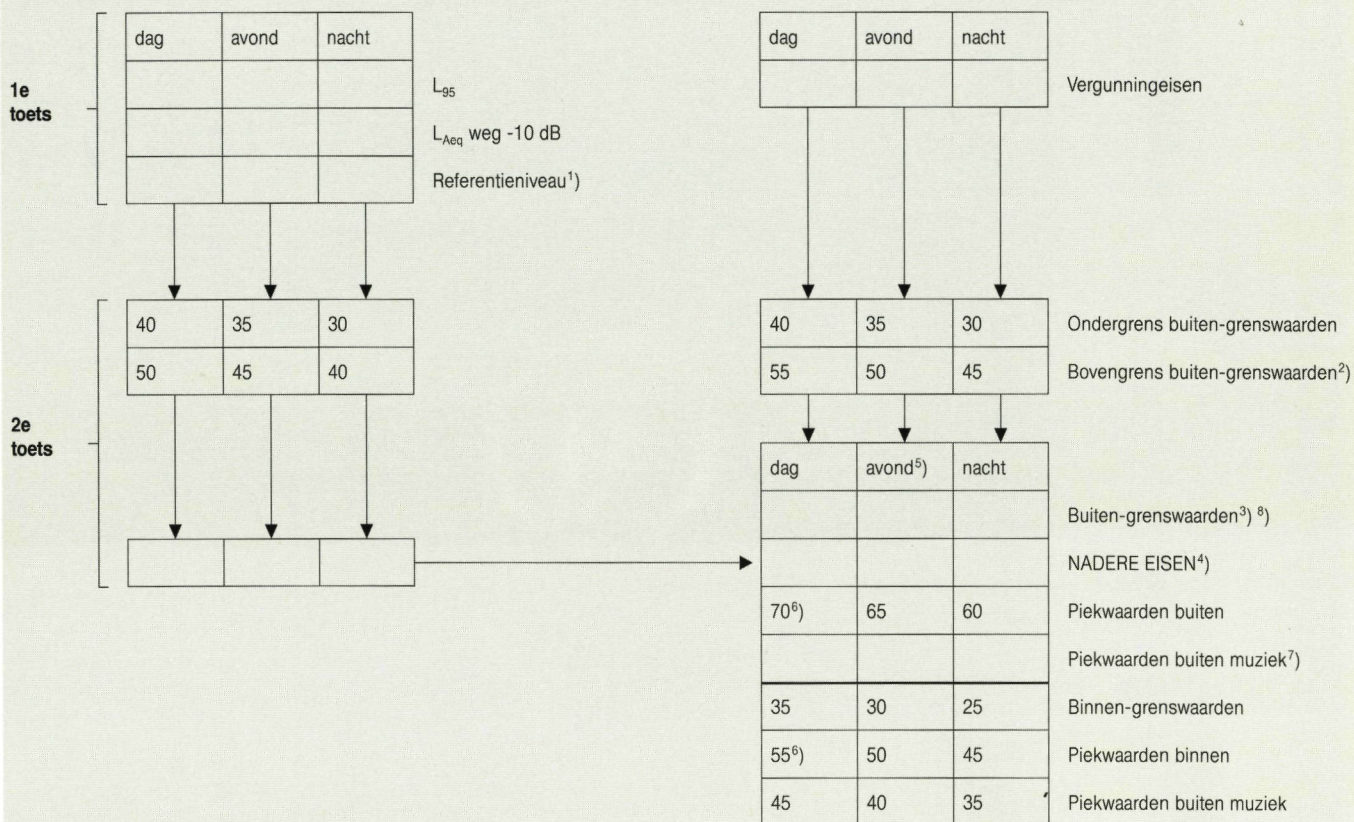 dag avond nacht
1e
toets
L95
LAeq weg -10 dB
Referentieniveau¹)
dag avond nacht
Vergunningeisen
2e
toets
40 35 30
50 45 40
40 35 30 Ondergrens buiten-grenswaarden
55 50 45 Bovengrens buiten-grenswaarden²)
dag avond⁵) nacht
Buiten-grenswaarden³) ⁸)
NADERE EISEN⁴)
70⁶) 65 60 Piekwaarden buiten
Piekwaarden buiten muziek⁷)
35 30 25 Binnen-grenswaarden
55⁶) 50 45 Piekwaarden binnen
45 40 35 Piekwaarden buiten muziek